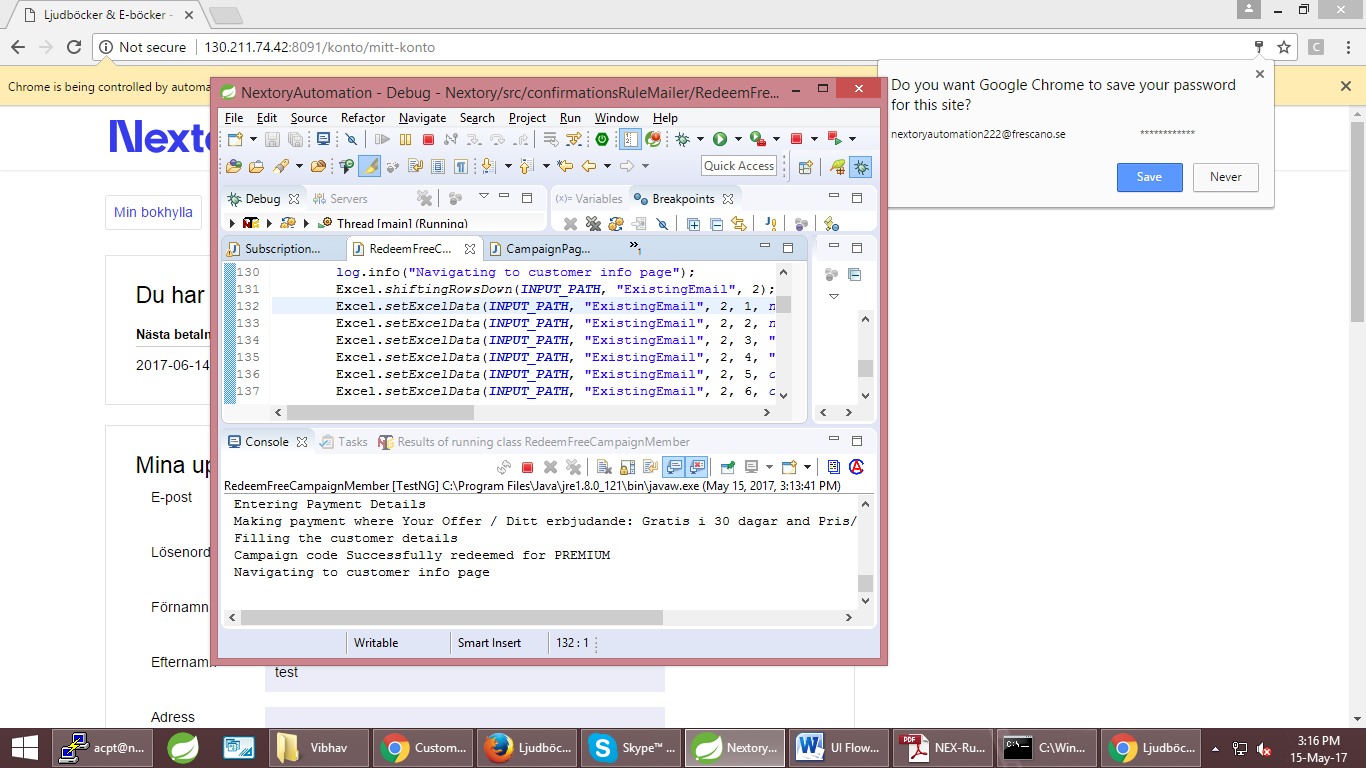 Ljudböcker & E-böcker -
Not secure
130.211.74.42:8091/konto/mitt-konto
Chrome is being controlled by automa
Do you want Google Chrome to save your password
for this site?
nextoryautomation222@frescano.se
************
Save
Never
Nexto
Min bokhylla
Du har
Nästa betaln
2017-06-14
Mina up
E-post
Lösenord
Förnamn
Efternamn
test
Adress
NextoryAutomation - Debug - Nextory/src/confirmationsRuleMailer/RedeemFre...
File Edit Source Refactor Navigate Search Project Run Window Help
Quick Access
Debug
Servers
(x)= Variables
Breakpoints
Thread [main] (Running)
Subscription...
RedeemFreeC...
CampaignPag...
»1
130 log.info("Navigating to customer info page");
131 Excel.shiftingRowsDown(INPUT_PATH, "ExistingEmail", 2);
132 Excel.setExcelData(INPUT_PATH, "ExistingEmail", 2, 1, n
133 Excel.setExcelData(INPUT_PATH, "ExistingEmail", 2, 2, n
134 Excel.setExcelData(INPUT_PATH, "ExistingEmail", 2, 3, "
135 Excel.setExcelData(INPUT_PATH, "ExistingEmail", 2, 4, "
136 Excel.setExcelData(INPUT_PATH, "ExistingEmail", 2, 5, c
137 Excel.setExcelData(INPUT_PATH, "ExistingEmail", 2, 6, c
Console
Tasks
Results of running class RedeemFreeCampaignMember
RedeemFreeCampaignMember [TestNG] C:\Program Files\Java\jre1.8.0_121\bin\javaw.exe (May 15, 2017, 3:13:41 PM)
Entering Payment Details
Making payment where Your Offer / Ditt erbjudande: Gratis i 30 dagar and Pris/
Filling the customer details
Campaign code Successfully redeemed for PREMIUM
Navigating to customer info page
Writable
Smart Insert
132 : 1
acpt@n...
Vibhav
Custom...
Ljudböc...
Skype™ ...
Nextory...
UI Flow...
NEX-Ru...
C:\Win...
Ljudböc...
3:16 PM
15-May-17